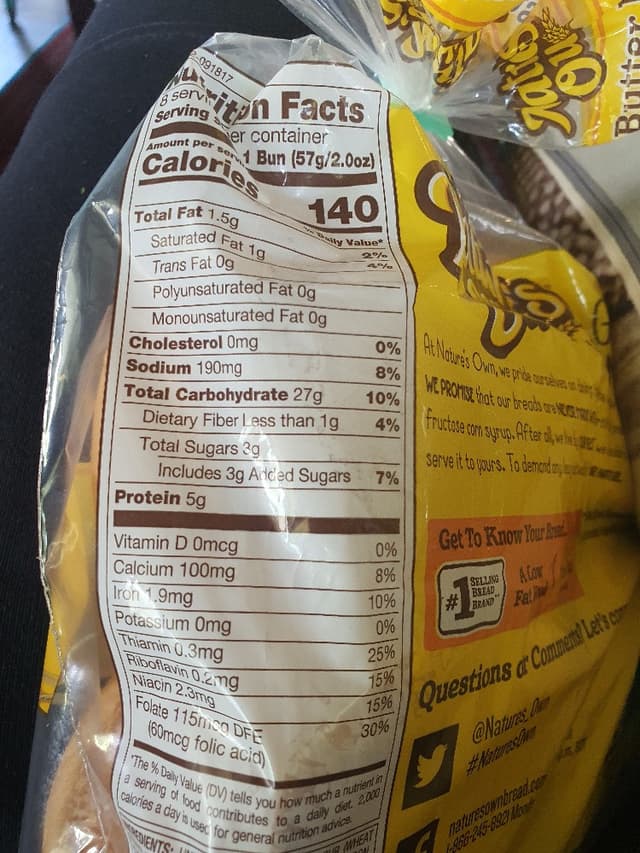 091817
Nutrition Facts
8 servings per container
Serving size 1 Bun (57g/2.0oz)
Amount per serving
Calories 140
% Daily Value*
Total Fat 1.5g 2%
Saturated Fat 1g 4%
Trans Fat 0g
Polyunsaturated Fat 0g
Monounsaturated Fat 0g
Cholesterol 0mg 0%
Sodium 190mg 8%
Total Carbohydrate 27g 10%
Dietary Fiber Less than 1g 4%
Total Sugars 3g
Includes 3g Added Sugars 7%
Protein 5g
Vitamin D 0mcg 0%
Calcium 100mg 8%
Iron 1.9mg 10%
Potassium 0mg 0%
Thiamin 0.3mg 25%
Riboflavin 0.2mg 15%
Niacin 2.3mg 15%
Folate 115mcg DFE 30%
(60mcg folic acid)
*The % Daily Value (DV) tells you how much a nutrient in
a serving of food contributes to a daily diet. 2,000
calories a day is used for general nutrition advice.
(WHEAT
Butter
At Nature's Own, we pride ourselves on
WE PROMISE that our breads are
fructose corn syrup. After all, we
serve it to yours. To demand
Get To Know Your Bread
#1 SELLING
BREAD
BRAND
A Low
Fat
Questions or Comments? Let's
@Natures_Own
#NaturesOwn
naturesownbread.com
1-866-245-8921